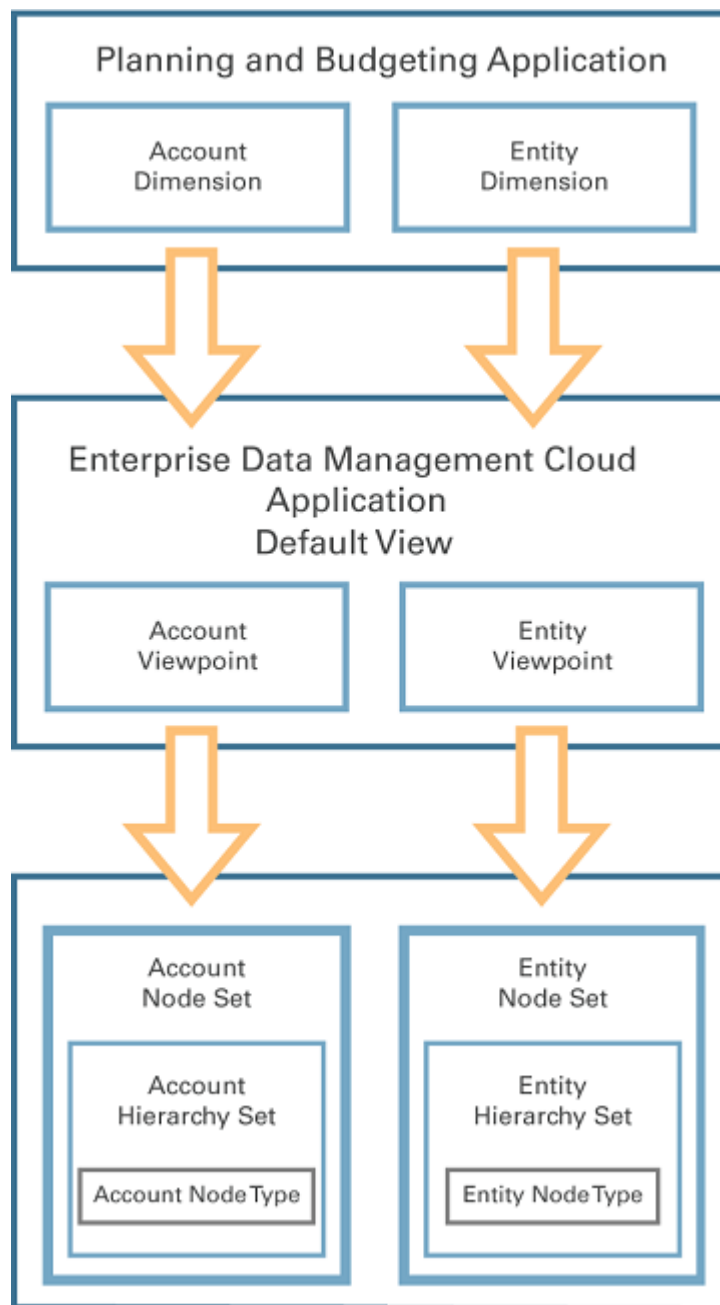 Planning and Budgeting Application
Account
Dimension
Entity
Dimension
Enterprise Data Management Cloud
Application
Default View
Account
Viewpoint
Entity
Viewpoint
Account
Node Set
Account
Hierarchy Set
Account Node Type
Entity
Node Set
Entity
Hierarchy Set
Entity Node Type